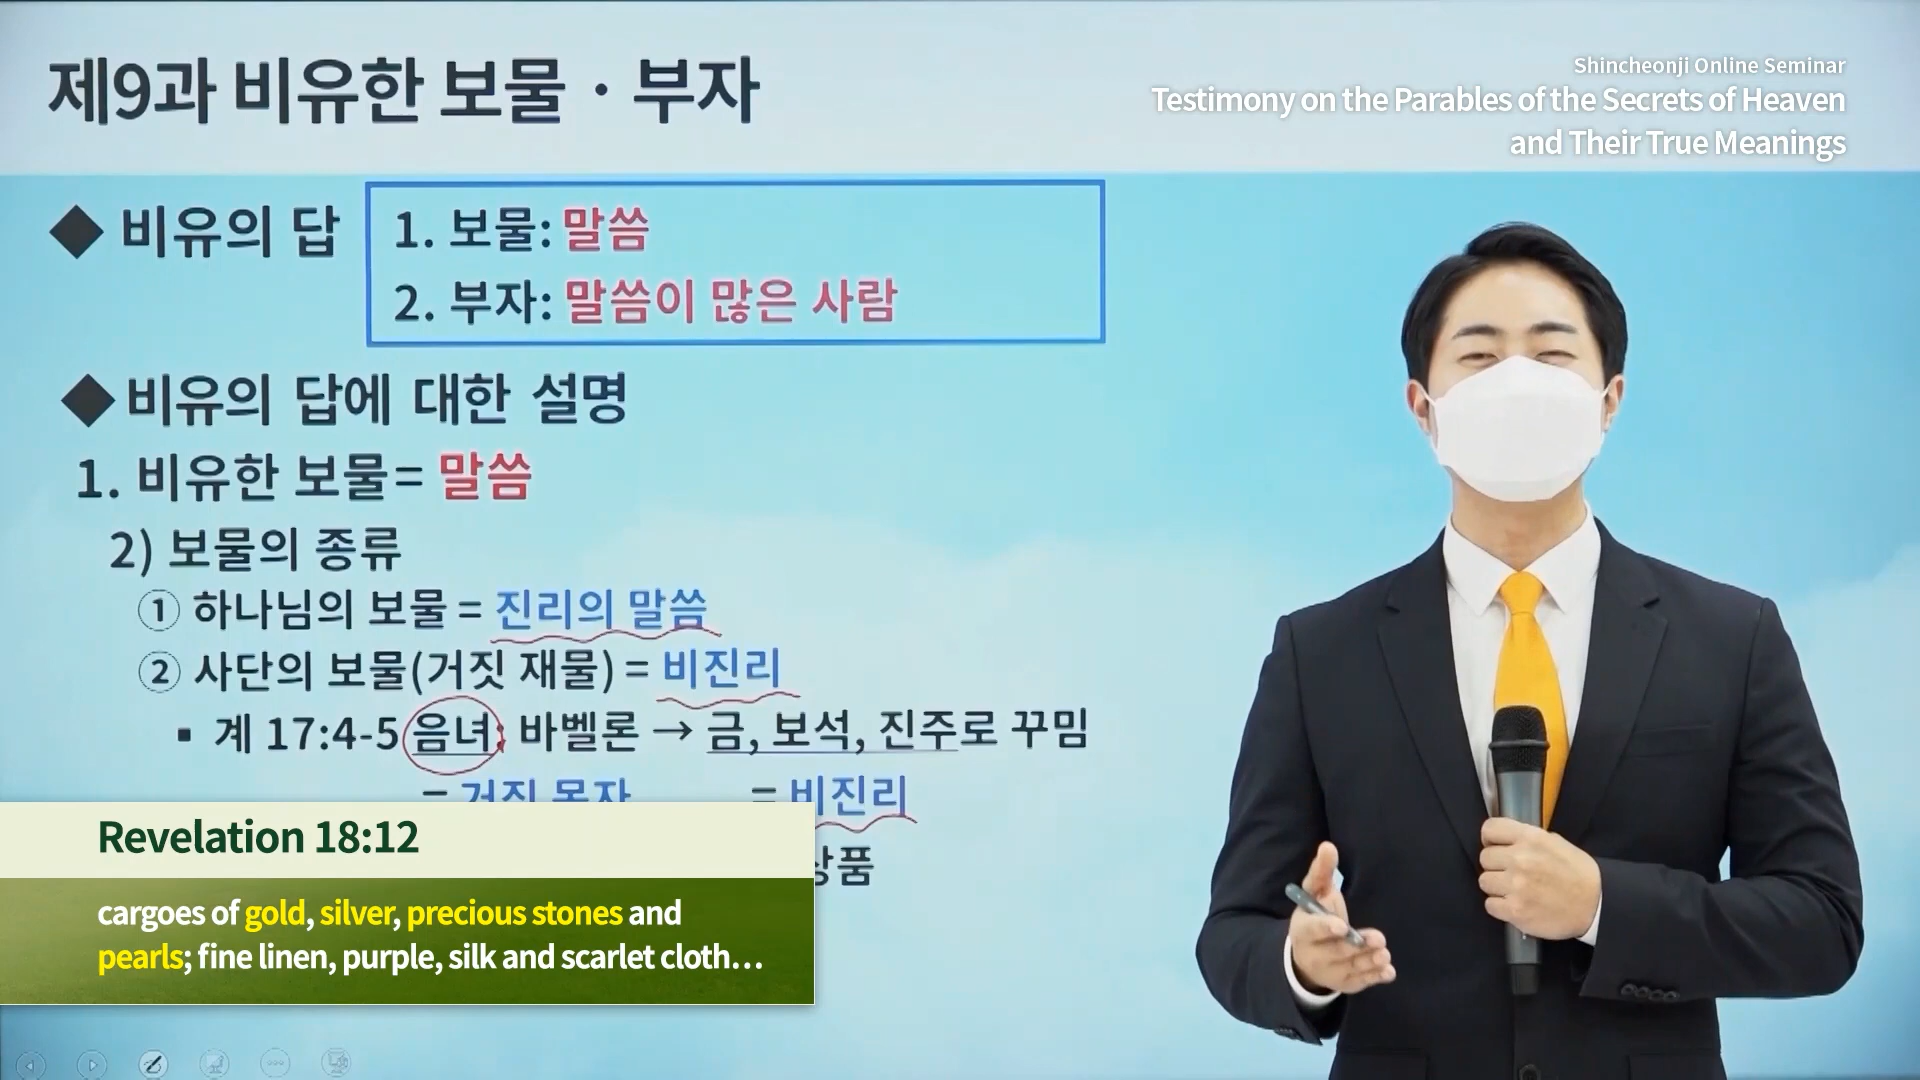 제9과 비유한 보물 · 부자
Shincheonji Online Seminar
Testimony on the Parables of the Secrets of Heaven
and Their True Meanings
◆ 비유의 답
1. 보물: 말씀
2. 부자: 말씀이 많은 사람
◆ 비유의 답에 대한 설명
1. 비유한 보물= 말씀
2) 보물의 종류
① 하나님의 보물 = 진리의 말씀
② 사단의 보물(거짓 재물) = 비진리
▪ 계 17:4-5 음녀: 바벨론 → 금, 보석, 진주로 꾸밈
= 거짓 목자 = 비진리
상품
Revelation 18:12
cargoes of gold, silver, precious stones and
pearls; fine linen, purple, silk and scarlet cloth…